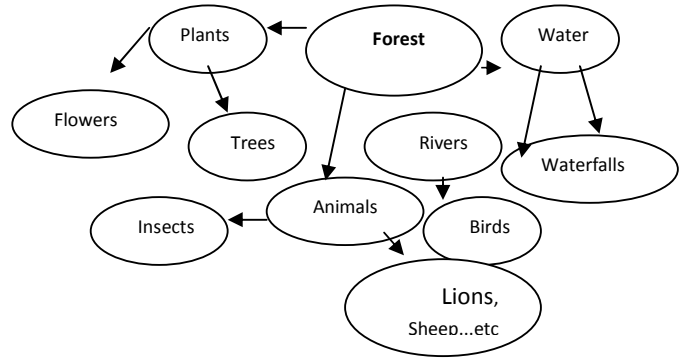 Plants
Forest
Water
Flowers
Trees
Rivers
Waterfalls
Insects
Animals
Birds
Lions,
Sheep...etc